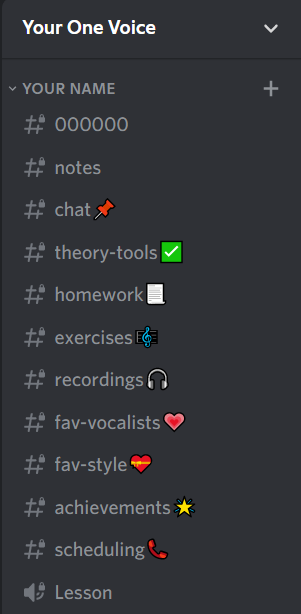 Your One Voice
YOUR NAME
000000
notes
chat📌
theory-tools✅
homework📃
exercises🎼
recordings🎧
fav-vocalists❤️
fav-style💝
achievements🌟
scheduling📞
Lesson